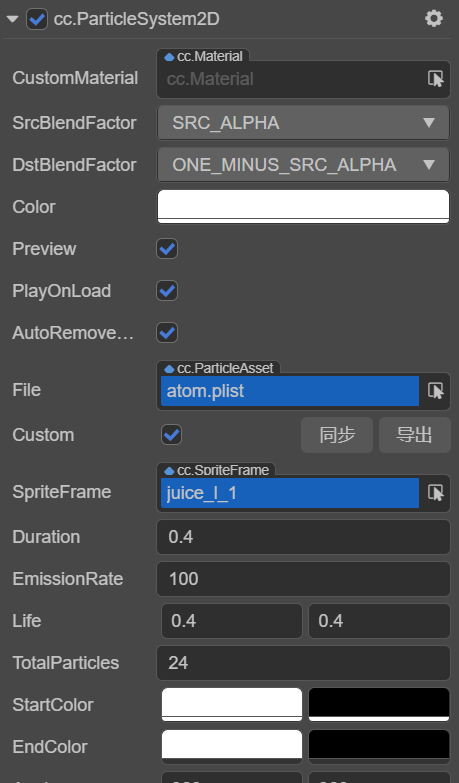 cc.ParticleSystem2D
cc.Material
CustomMaterial cc.Material
SrcBlendFactor SRC_ALPHA
DstBlendFactor ONE_MINUS_SRC_ALPHA
Color
Preview
PlayOnLoad
AutoRemove...
cc.ParticleAsset
File atom.plist
Custom 同步 导出
cc.SpriteFrame
SpriteFrame juice_l_1
Duration 0.4
EmissionRate 100
Life 0.4 0.4
TotalParticles 24
StartColor
EndColor